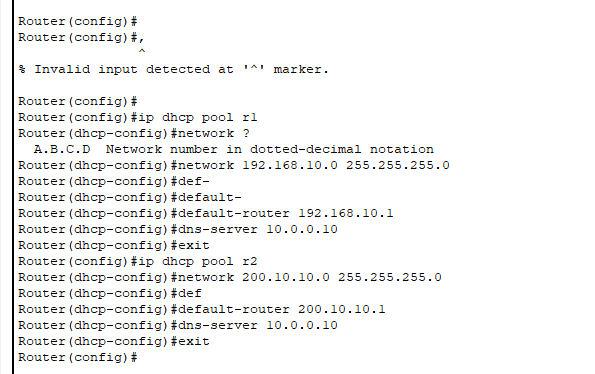 Router(config)#
Router(config)#,
^
% Invalid input detected at '^' marker.
Router(config)#
Router(config)#ip dhcp pool r1
Router(dhcp-config)#network ?
A.B.C.D Network number in dotted-decimal notation
Router(dhcp-config)#network 192.168.10.0 255.255.255.0
Router(dhcp-config)#def-
Router(dhcp-config)#default-
Router(dhcp-config)#default-router 192.168.10.1
Router(dhcp-config)#dns-server 10.0.0.10
Router(dhcp-config)#exit
Router(config)#ip dhcp pool r2
Router(dhcp-config)#network 200.10.10.0 255.255.255.0
Router(dhcp-config)#def
Router(dhcp-config)#default-router 200.10.10.1
Router(dhcp-config)#dns-server 10.0.0.10
Router(dhcp-config)#exit
Router(config)#